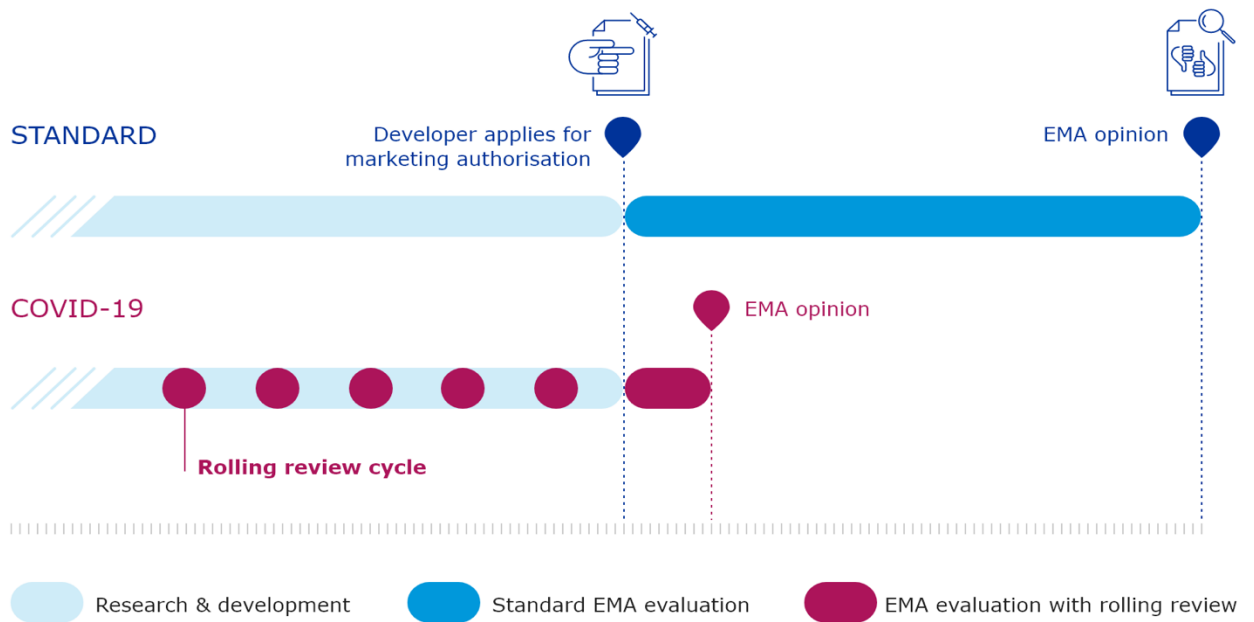 STANDARD
Developer applies for
marketing authorisation
EMA opinion
COVID-19
EMA opinion
Rolling review cycle
Research & development
Standard EMA evaluation
EMA evaluation with rolling review